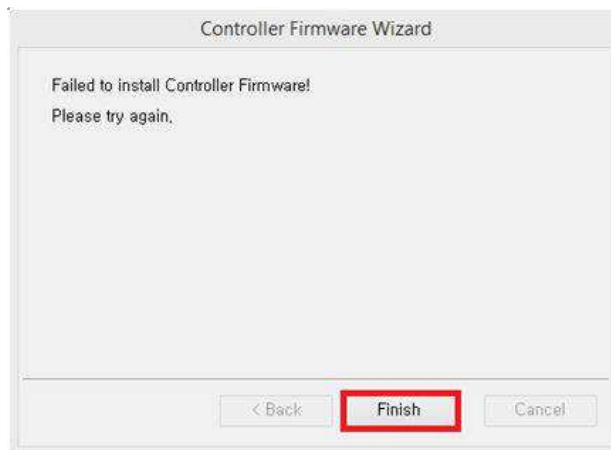 Controller Firmware Wizard
Failed to install Controller Firmware!
Please try again.
< Back
Finish
Cancel